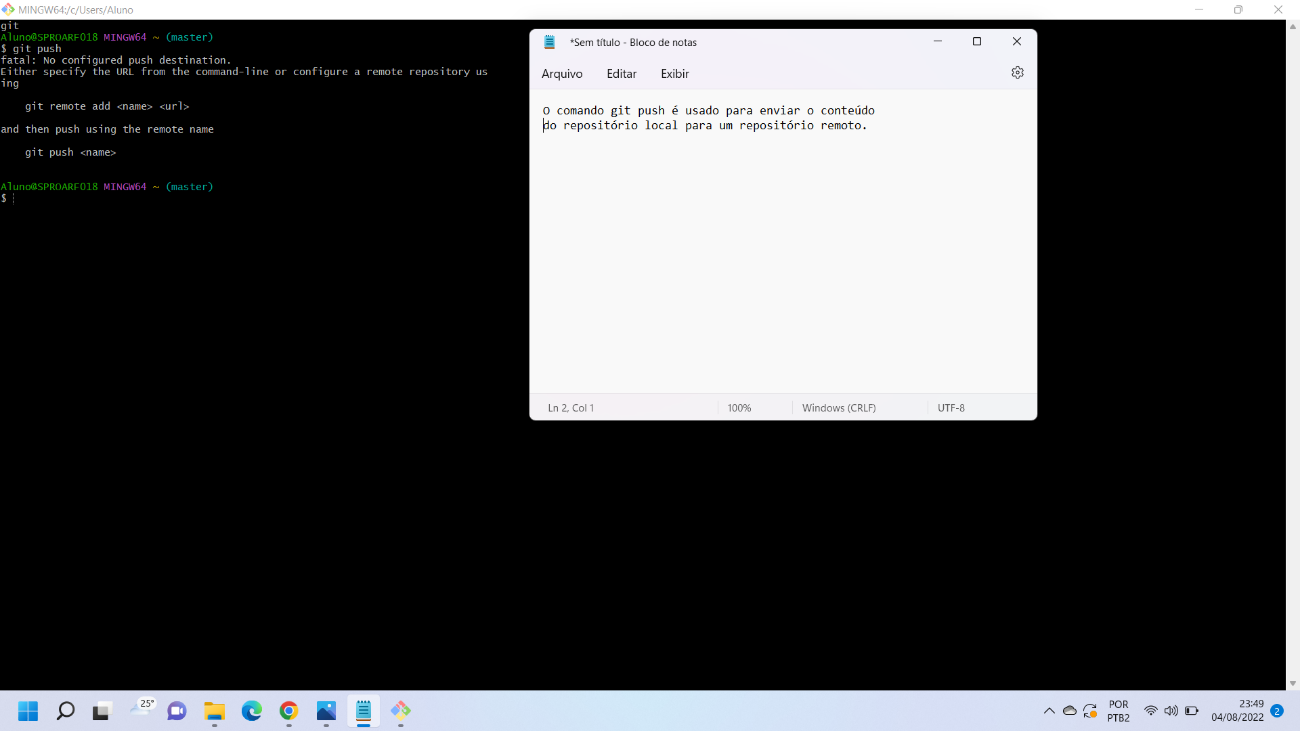 MINGW64:/c/Users/Aluno
git
Aluno@SPROARF018 MINGW64 ~ (master)
$ git push
fatal: No configured push destination.
Either specify the URL from the command-line or configure a remote repository us
ing
git remote add <name> <url>
and then push using the remote name
git push <name>
Aluno@SPROARF018 MINGW64 ~ (master)
$
*Sem título - Bloco de notas
Arquivo Editar Exibir
O comando git push é usado para enviar o conteúdo
do repositório local para um repositório remoto.
Ln 2, Col 1 100% Windows (CRLF) UTF-8
25°
POR
PTB2
23:49
04/08/2022
2